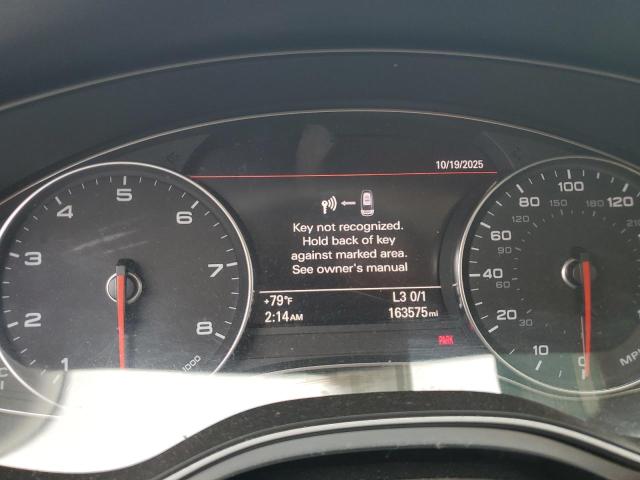 10/19/2025
Key not recognized.
Hold back of key
against marked area.
See owner's manual
+79°F
L3 0/1
2:14AM
163575mi
PARK
1 2 3 4 5 6 7 8
1000
0 10 20 40 60 80 100 120
30 60 90 120 150 180